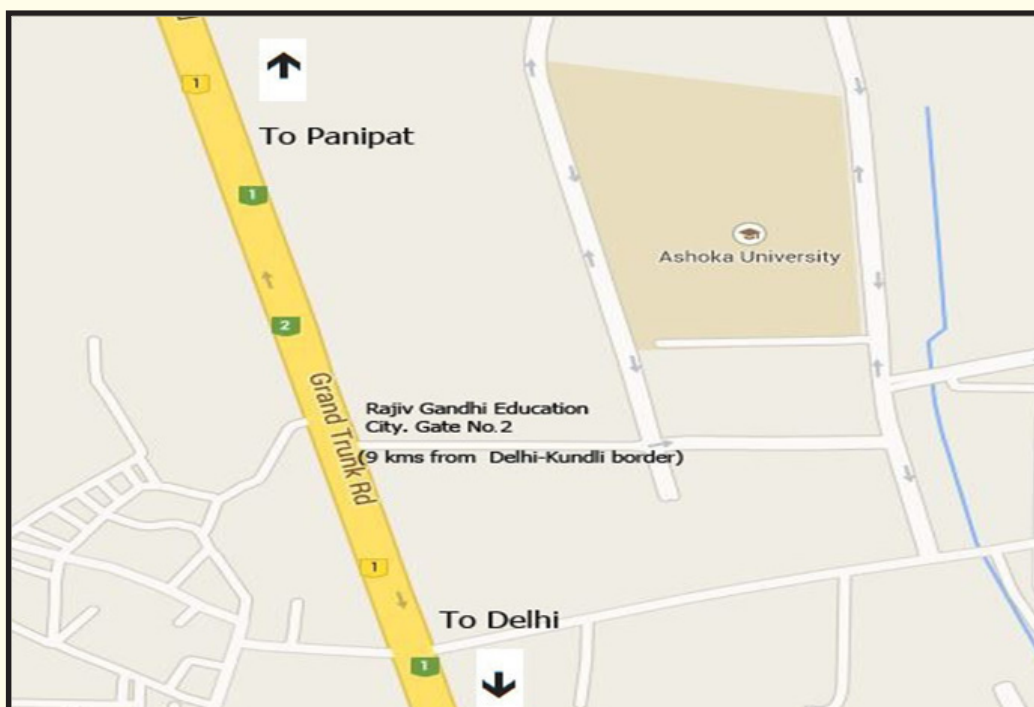 1
To Panipat
1
Ashoka University
2
Grand Trunk Rd
Rajiv Gandhi Education
City. Gate No.2
(9 kms from Delhi-Kundli border)
1
To Delhi
1